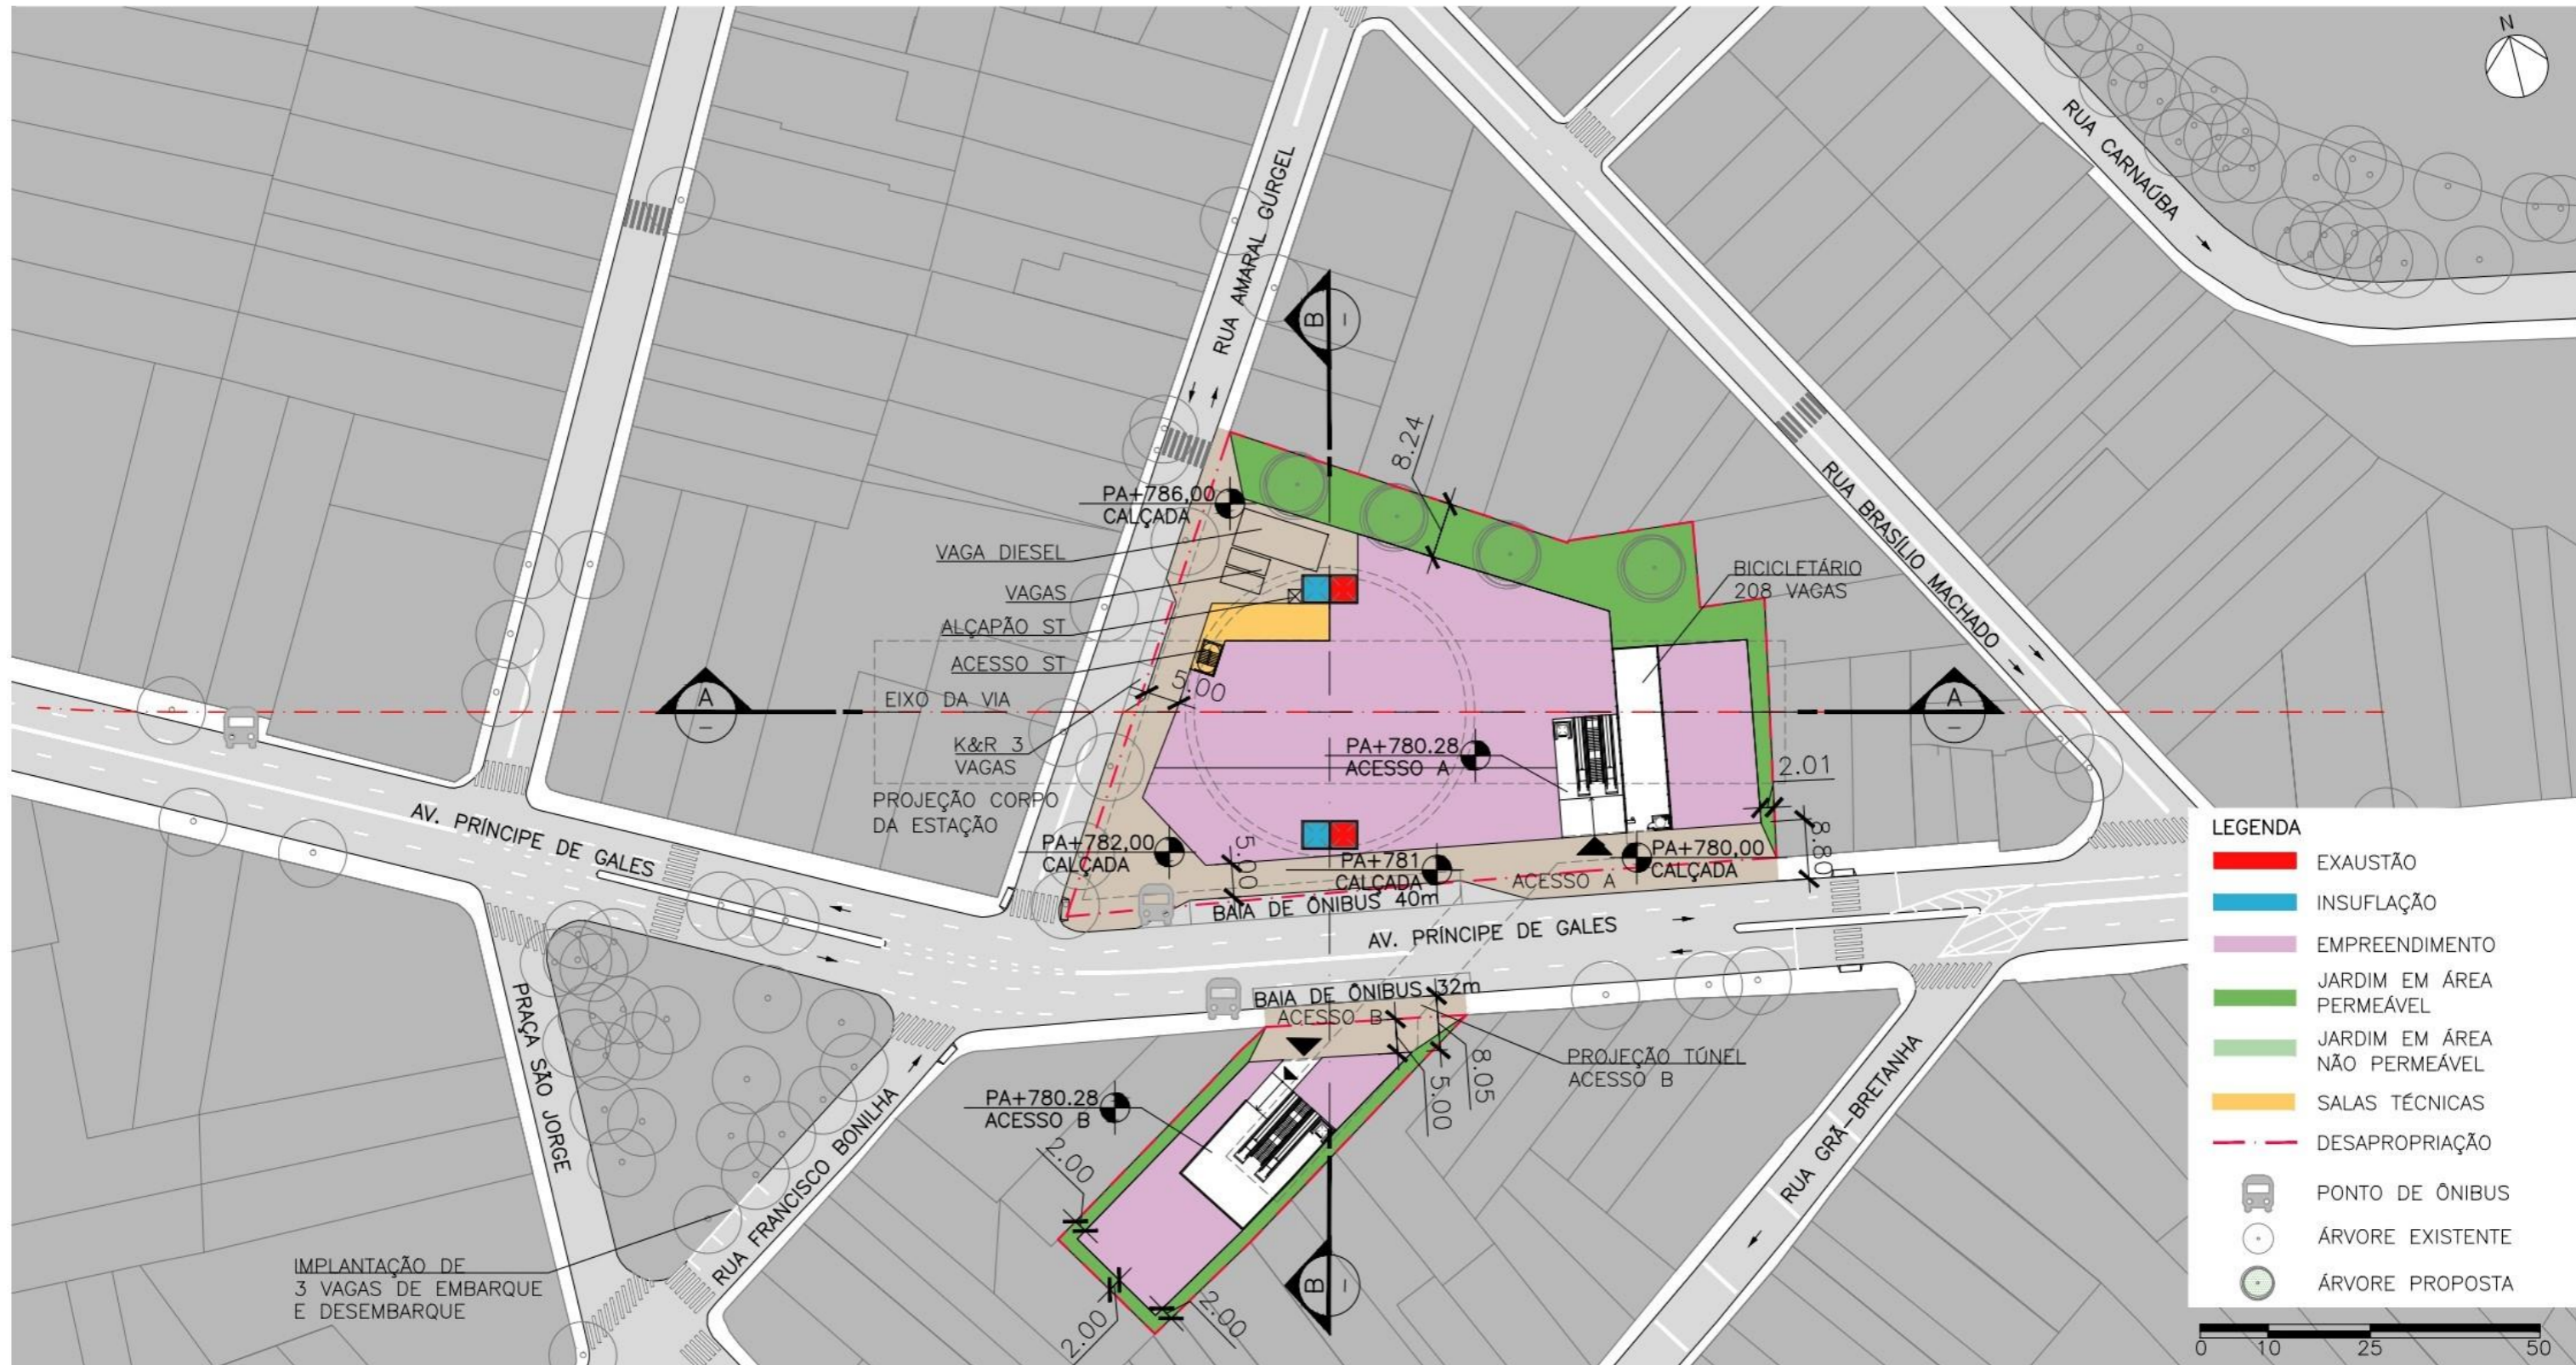 N
RUA CARNAÚBA
RUA AMARAL GURGEL
B
–
8.24
PA+786,00
CALÇADA
RUA BRASÍLIO MACHADO
VAGA DIESEL
VAGAS
ALÇAPÃO ST
ACESSO ST
BICICLETÁRIO
208 VAGAS
5.00
EIXO DA VIA
A
–
A
–
K&R 3
VAGAS
PA+780.28
ACESSO A
2.01
PROJEÇÃO CORPO
DA ESTAÇÃO
AV. PRÍNCIPE DE GALES
PA+782,00
CALÇADA
5.00
PA+781
CALÇADA
ACESSO A
PA+780,00
CALÇADA
8.80
BAIA DE ÔNIBUS 40m
AV. PRÍNCIPE DE GALES
BAIA DE ÔNIBUS 32m
ACESSO B
PRAÇA SÃO JORGE
RUA FRANCISCO BONILHA
PA+780.28
ACESSO B
8.05
5.00
PROJEÇÃO TÚNEL
ACESSO B
RUA GRÃ-BRETANHA
2.00
2.00
2.00
B
–
IMPLANTAÇÃO DE
3 VAGAS DE EMBARQUE
E DESEMBARQUE
LEGENDA
EXAUSTÃO
INSUFLAÇÃO
EMPREENDIMENTO
JARDIM EM ÁREA
PERMEÁVEL
JARDIM EM ÁREA
NÃO PERMEÁVEL
SALAS TÉCNICAS
DESAPROPRIAÇÃO
PONTO DE ÔNIBUS
ÁRVORE EXISTENTE
ÁRVORE PROPOSTA
0 10 25 50